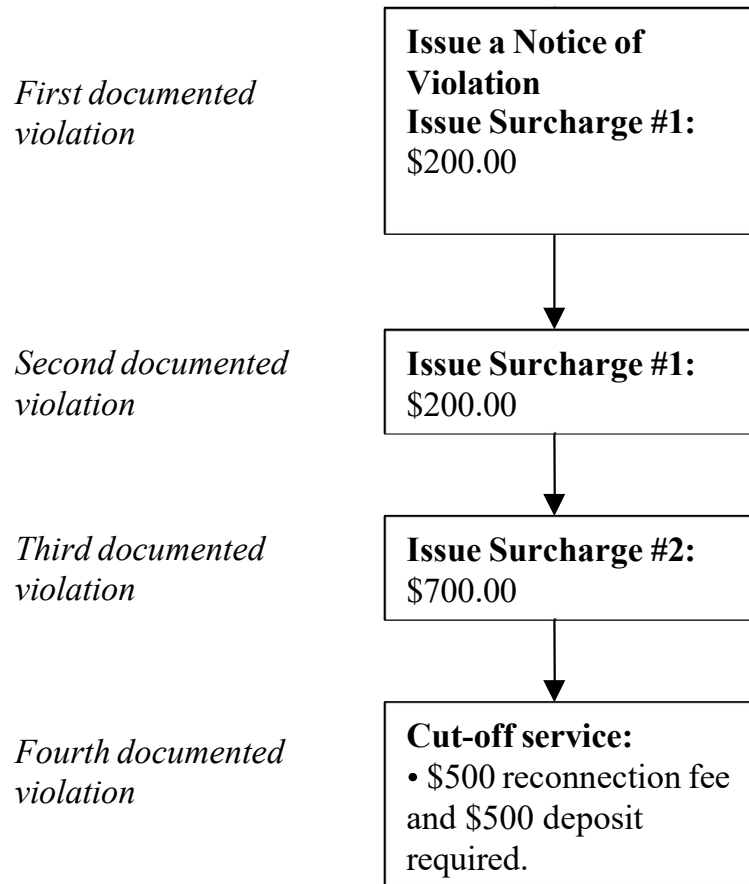 First documented
violation
Issue a Notice of
Violation
Issue Surcharge #1:
$200.00
Second documented
violation
Issue Surcharge #1:
$200.00
Third documented
violation
Issue Surcharge #2:
$700.00
Fourth documented
violation
Cut-off service:
• $500 reconnection fee
and $500 deposit
required.